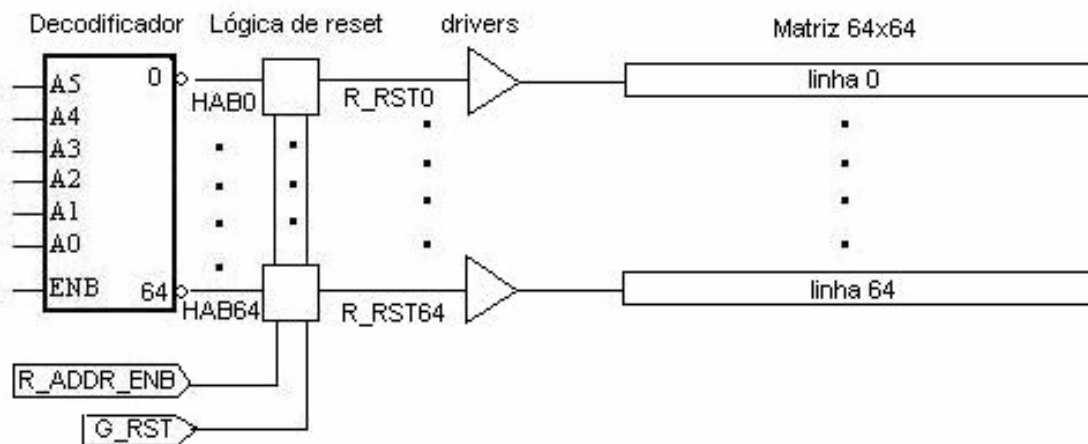 Decodificador Lógica de reset drivers Matriz 64x64
0 linha 0
A5 HAB0 R_RST0
A4
A3
A2
A1
A0
ENB 64 HAB64 R_RST64 linha 64
R_ADDR_ENB
G_RST